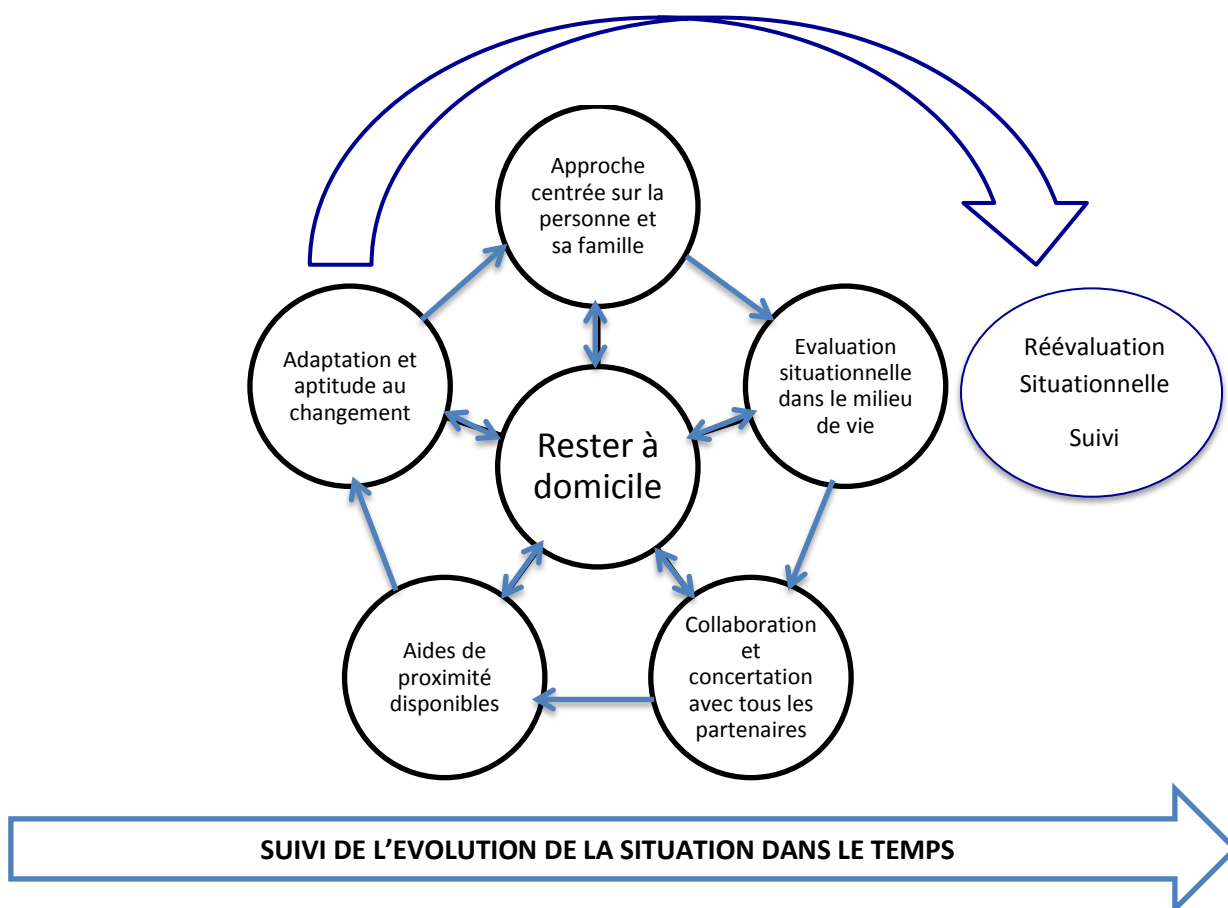 Approche
centrée sur la
personne et
sa famille
Adaptation et
aptitude au
changement
Evaluation
situationnelle
dans le milieu
de vie
Réévaluation
Situationnelle
Suivi
Rester à
domicile
Aides de
proximité
disponibles
Collaboration
et
concertation
avec tous les
partenaires
SUIVI DE L’EVOLUTION DE LA SITUATION DANS LE TEMPS